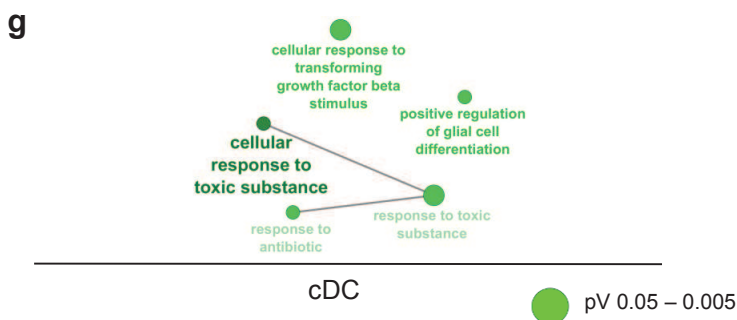 g
cellular response to
transforming
growth factor beta
stimulus
positive regulation
of glial cell
differentiation
cellular
response to
toxic substance
response to toxic
substance
response to
antibiotic
cDC
pV 0.05 – 0.005